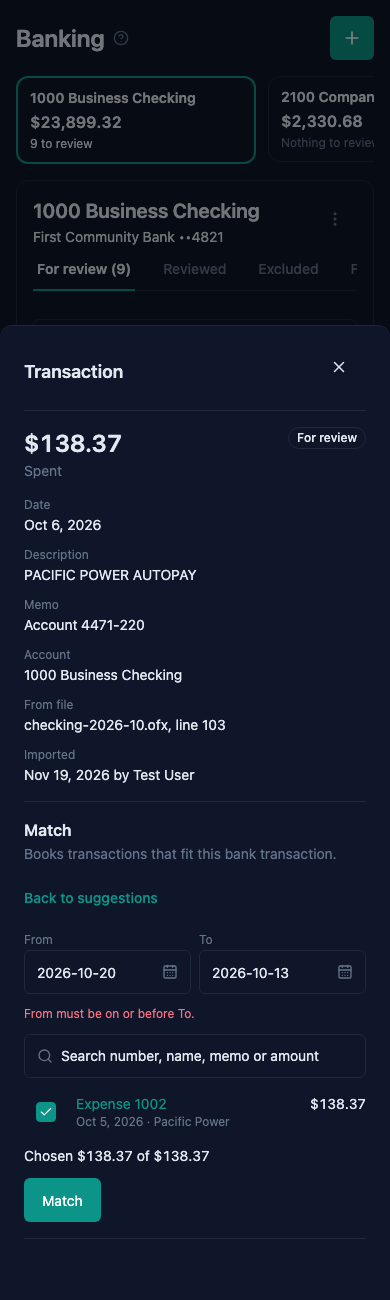 Banking
1000 Business Checking
$23,899.32
9 to review
2100 Compan
$2,330.68
Nothing to review
1000 Business Checking
First Community Bank ••4821
For review (9)
Reviewed
Excluded
F
Transaction
$138.37
For review
Spent
Date
Oct 6, 2026
Description
PACIFIC POWER AUTOPAY
Memo
Account 4471-220
Account
1000 Business Checking
From file
checking-2026-10.ofx, line 103
Imported
Nov 19, 2026 by Test User
Match
Books transactions that fit this bank transaction.
Back to suggestions
From
To
2026-10-20
2026-10-13
From must be on or before To.
Search number, name, memo or amount
Expense 1002
$138.37
Oct 5, 2026 · Pacific Power
Chosen $138.37 of $138.37
Match